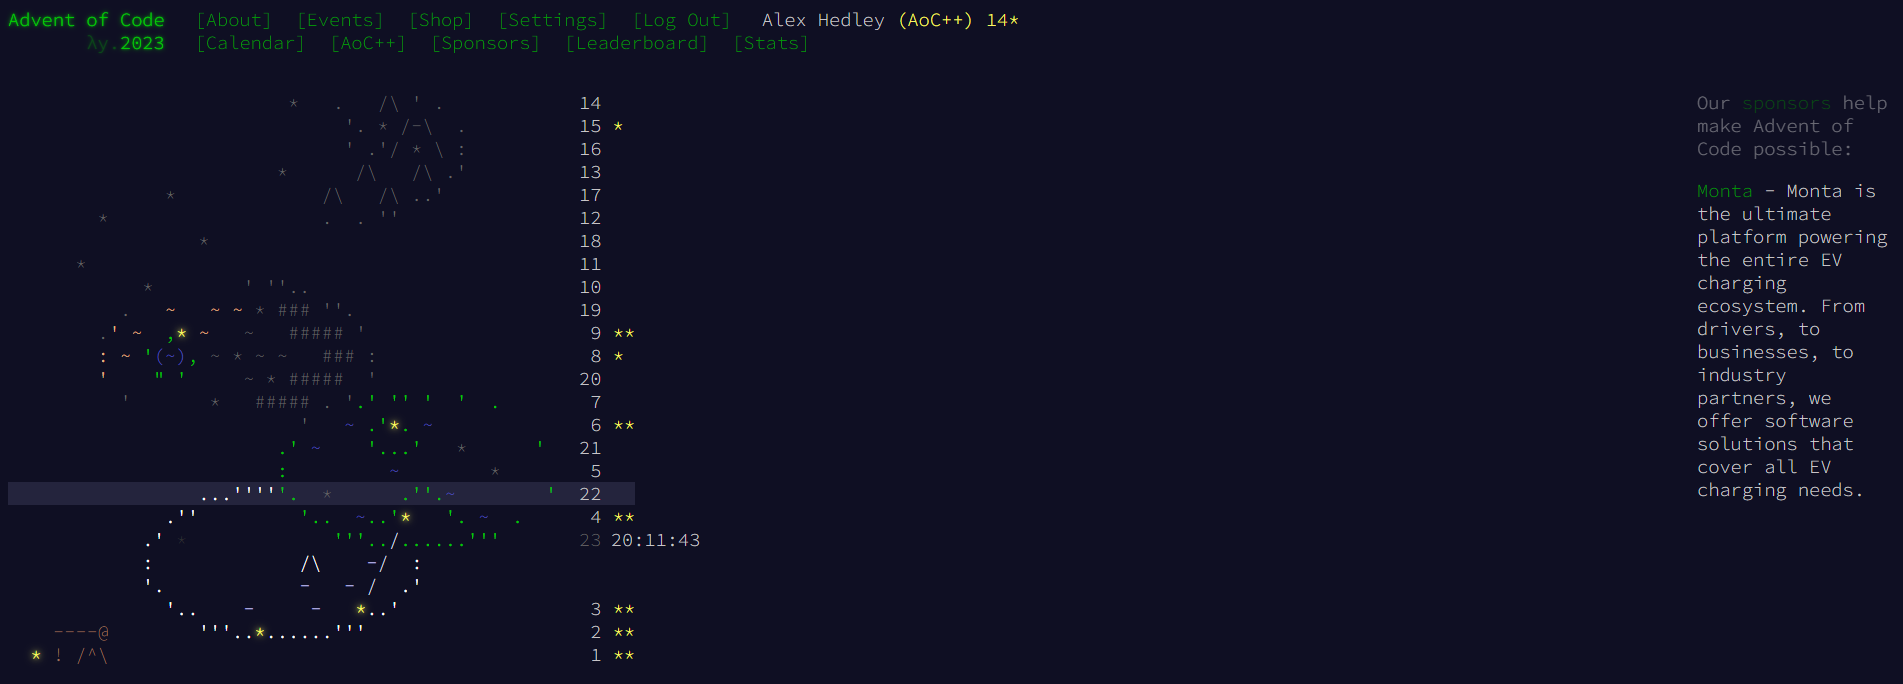 Advent of Code [About] [Events] [Shop] [Settings] [Log Out] Alex Hedley (AoC++) 14*
λy.2023 [Calendar] [AoC++] [Sponsors] [Leaderboard] [Stats]
14
15 *
16
13
17
12
18
11
10
19
9 **
8 *
20
7
6 **
21
5
22
4 **
23 20:11:43
3 **
2 **
1 **
Our sponsors help
make Advent of
Code possible:
Monta - Monta is
the ultimate
platform powering
the entire EV
charging
ecosystem. From
drivers, to
businesses, to
industry
partners, we
offer software
solutions that
cover all EV
charging needs.